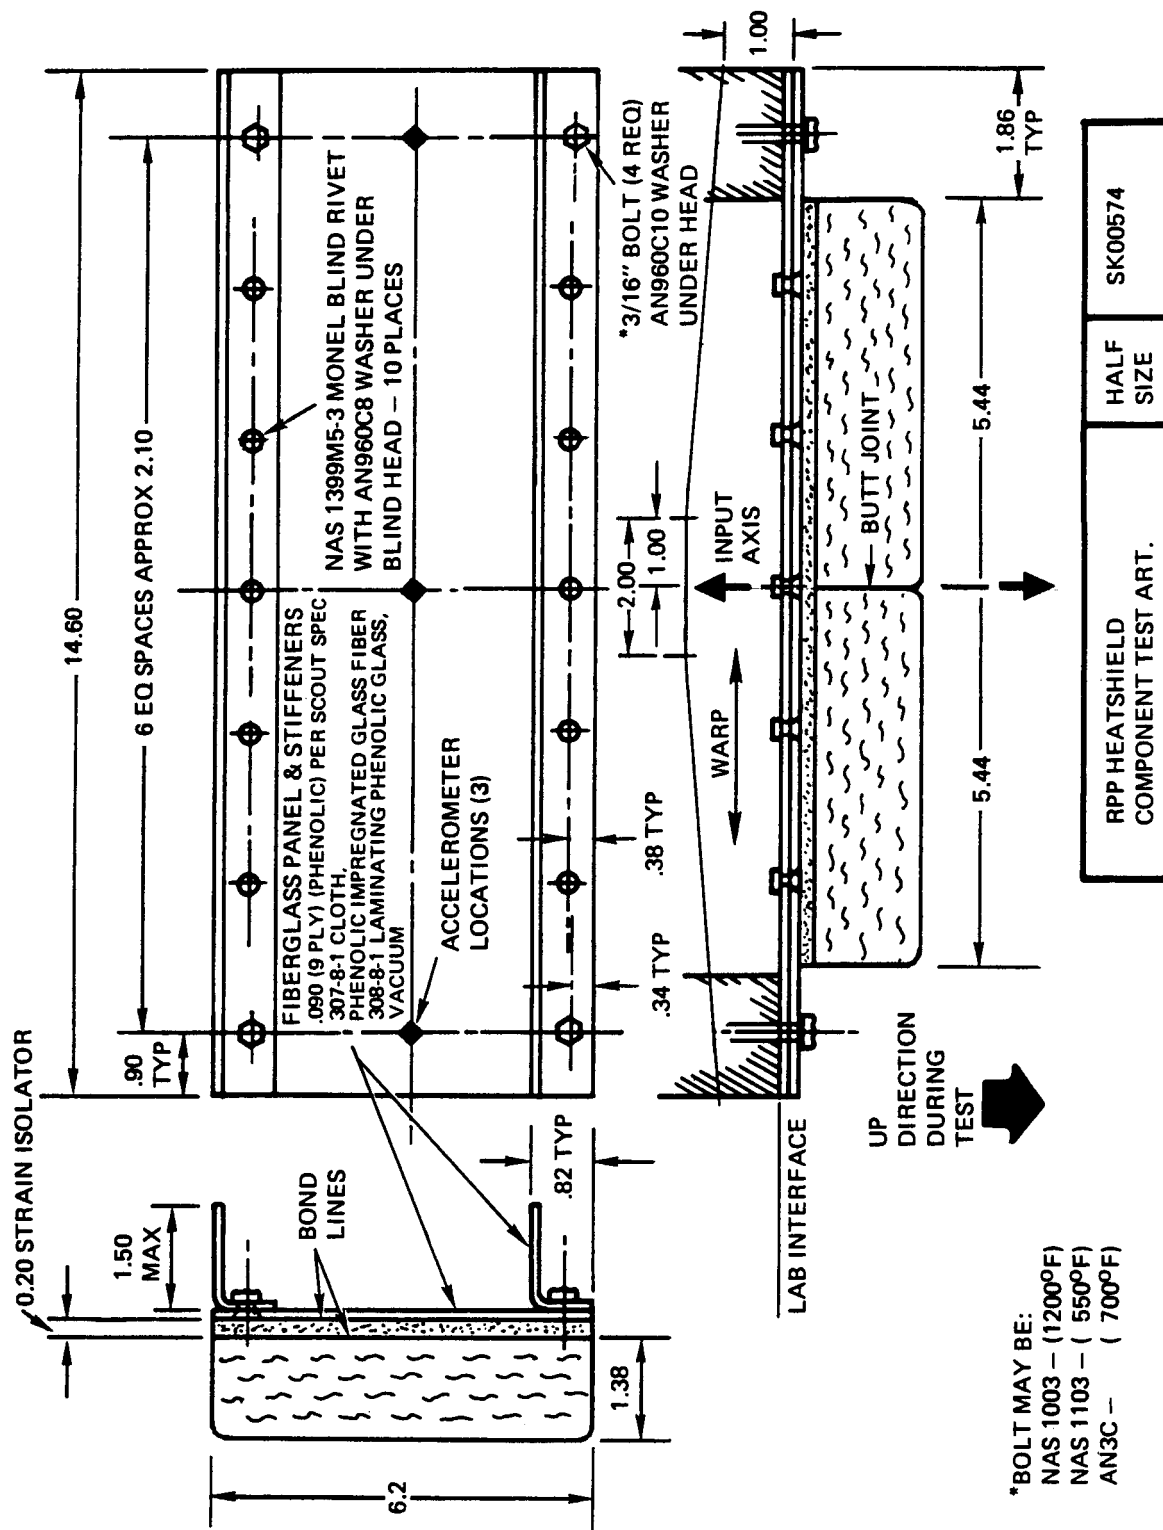 0.20 STRAIN ISOLATOR
14.60
6 EQ SPACES APPROX 2.10
.90
TYP
1.50
MAX
BOND
LINES
6.2
1.38
.82 TYP
FIBERGLASS PANEL & STIFFENERS
.090 (9 PLY) (PHENOLIC) PER SCOUT SPEC
307-8-1 CLOTH,
PHENOLIC IMPREGNATED GLASS FIBER
308-8-1 LAMINATING PHENOLIC GLASS,
VACUUM
ACCELEROMETER
LOCATIONS (3)
NAS 1399M5-3 MONEL BLIND RIVET
WITH AN960C8 WASHER UNDER
BLIND HEAD – 10 PLACES
*3/16" BOLT (4 REQ)
AN960C10 WASHER
UNDER HEAD
.34 TYP
.38 TYP
2.00
1.00
1.00
WARP
INPUT
AXIS
BUTT JOINT
1.86
TYP
5.44
5.44
LAB INTERFACE
UP
DIRECTION
DURING
TEST
*BOLT MAY BE:
NAS 1003 – (1200ºF)
NAS 1103 – ( 550ºF)
AN3C – ( 700ºF)
RPP HEATSHIELD
COMPONENT TEST ART.
HALF
SIZE
SK00574